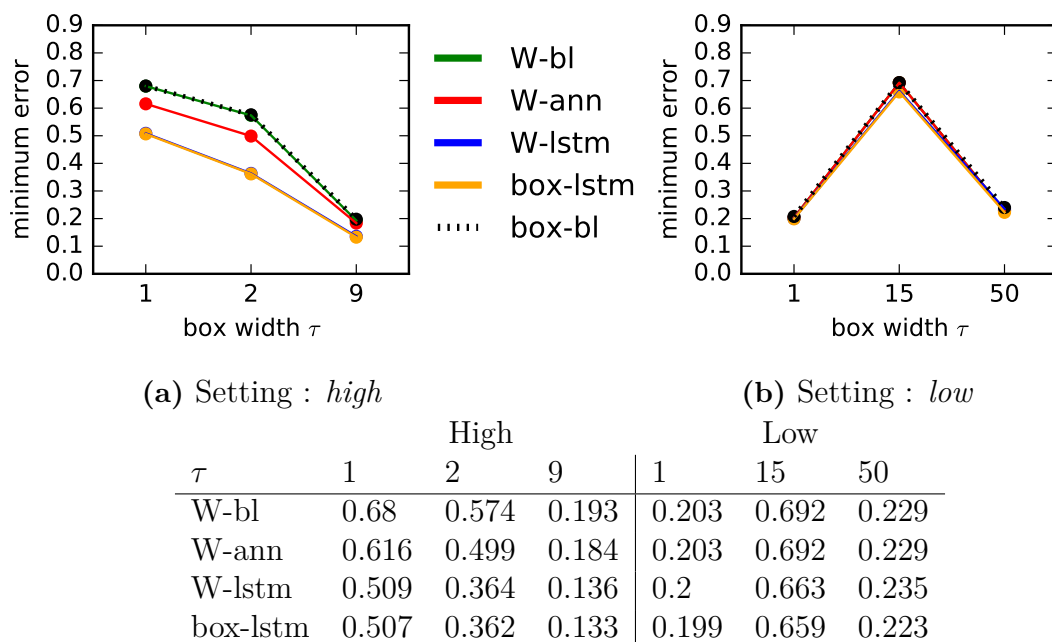 0.9
0.8
0.7
0.6
0.5
0.4
0.3
0.2
0.1
0.0
minimum error
1 2 9
box width τ
W-bl
W-ann
W-lstm
box-lstm
box-bl
0.9
0.8
0.7
0.6
0.5
0.4
0.3
0.2
0.1
0.0
minimum error
1 15 50
box width τ
(a) Setting : high
(b) Setting : low
High Low
τ 1 2 9 1 15 50
W-bl 0.68 0.574 0.193 0.203 0.692 0.229
W-ann 0.616 0.499 0.184 0.203 0.692 0.229
W-lstm 0.509 0.364 0.136 0.2 0.663 0.235
box-lstm 0.507 0.362 0.133 0.199 0.659 0.223